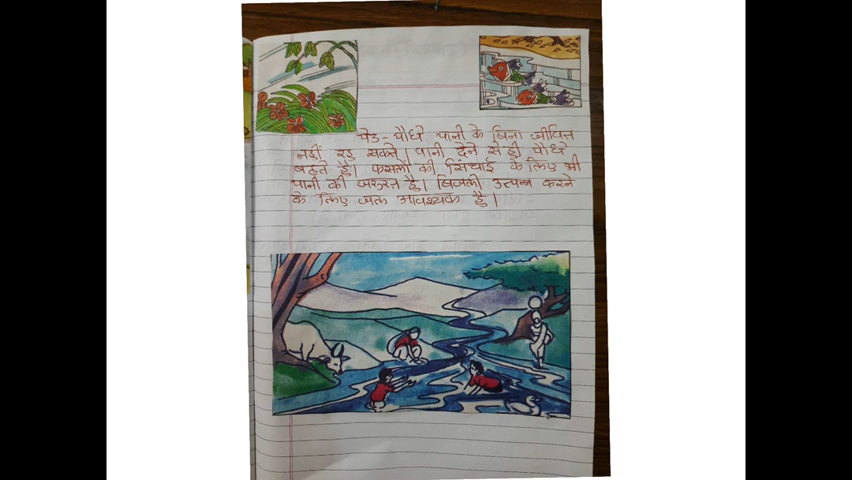 पेड़-पौधे पानी के बिना जीवित
नहीं रह सकते। पानी देने से ही पौधे
बढ़ते है। फसलों की सिंचाई के लिए भी
पानी की जरुरत है। बिजली उत्पन्न करने
के लिए जल आवश्यक है।